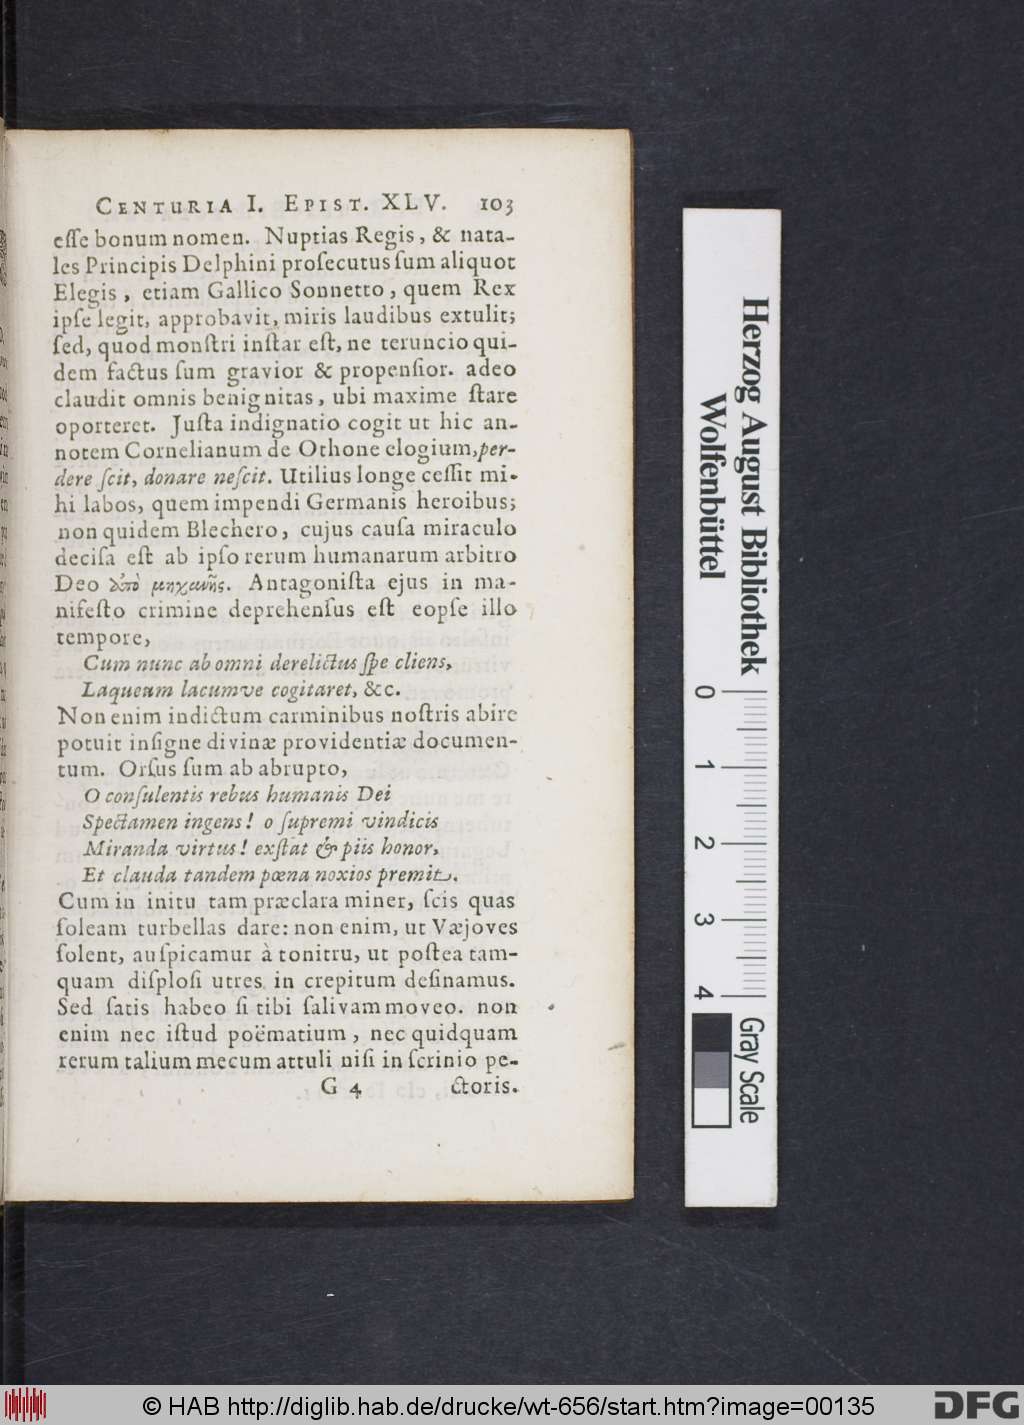 CENTURIA I. EPIST. XLV. 103
eſſe bonum nomen. Nuptias Regis, & nata-
les Principis Delphini proſecutus ſum aliquot
Elegis, etiam Gallico Sonnetto, quem Rex
ipſe legit, approbavit, miris laudibus extulit;
ſed, quod monſtri inſtar eſt, ne teruncio qui-
dem factus ſum gravior & propenſior. adeo
claudit omnis benignitas, ubi maxime ſtare
oporteret. Juſta indignatio cogit ut hic an-
notem Cornelianum de Othone elogium, per-
dere ſcit, donare neſcit. Utilius longe ceſſit mi-
hi labos, quem impendi Germanis heroibus;
non quidem Blechero, cujus cauſa miraculo
deciſa eſt ab ipſo rerum humanarum arbitro
Deo ἀπὸ μηχανῆς. Antagoniſta ejus in ma-
nifeſto crimine deprehenſus eſt eopſe illo
tempore,
Cum nunc ab omni derelictus ſpe cliens,
Laqueum lacumve cogitaret, &c.
Non enim indictum carminibus noſtris abire
potuit inſigne divinæ providentiæ documen-
tum. Orſus ſum ab abrupto,
O conſulentis rebus humanis Dei
Spectamen ingens! o ſupremi vindicis
Miranda virtus! exſtat & piis honor,
Et clauda tandem pœna noxios premit.
Cum in initu tam præclara miner, ſcis quas
ſoleam turbellas dare: non enim, ut Væjoves
ſolent, auſpicamur à tonitru, ut poſtea tam-
quam diſploſi utres in crepitum deſinamus.
Sed ſatis habeo ſi tibi ſalivam moveo. non
enim nec iſtud poëmatium, nec quidquam
rerum talium mecum attuli niſi in ſcrinio pe-
G 4 ctoris.
Herzog August Bibliothek
Wolfenbüttel
0
1
2
3
4
Gray Scale
© HAB http://diglib.hab.de/drucke/wt-656/start.htm?image=00135
DFG